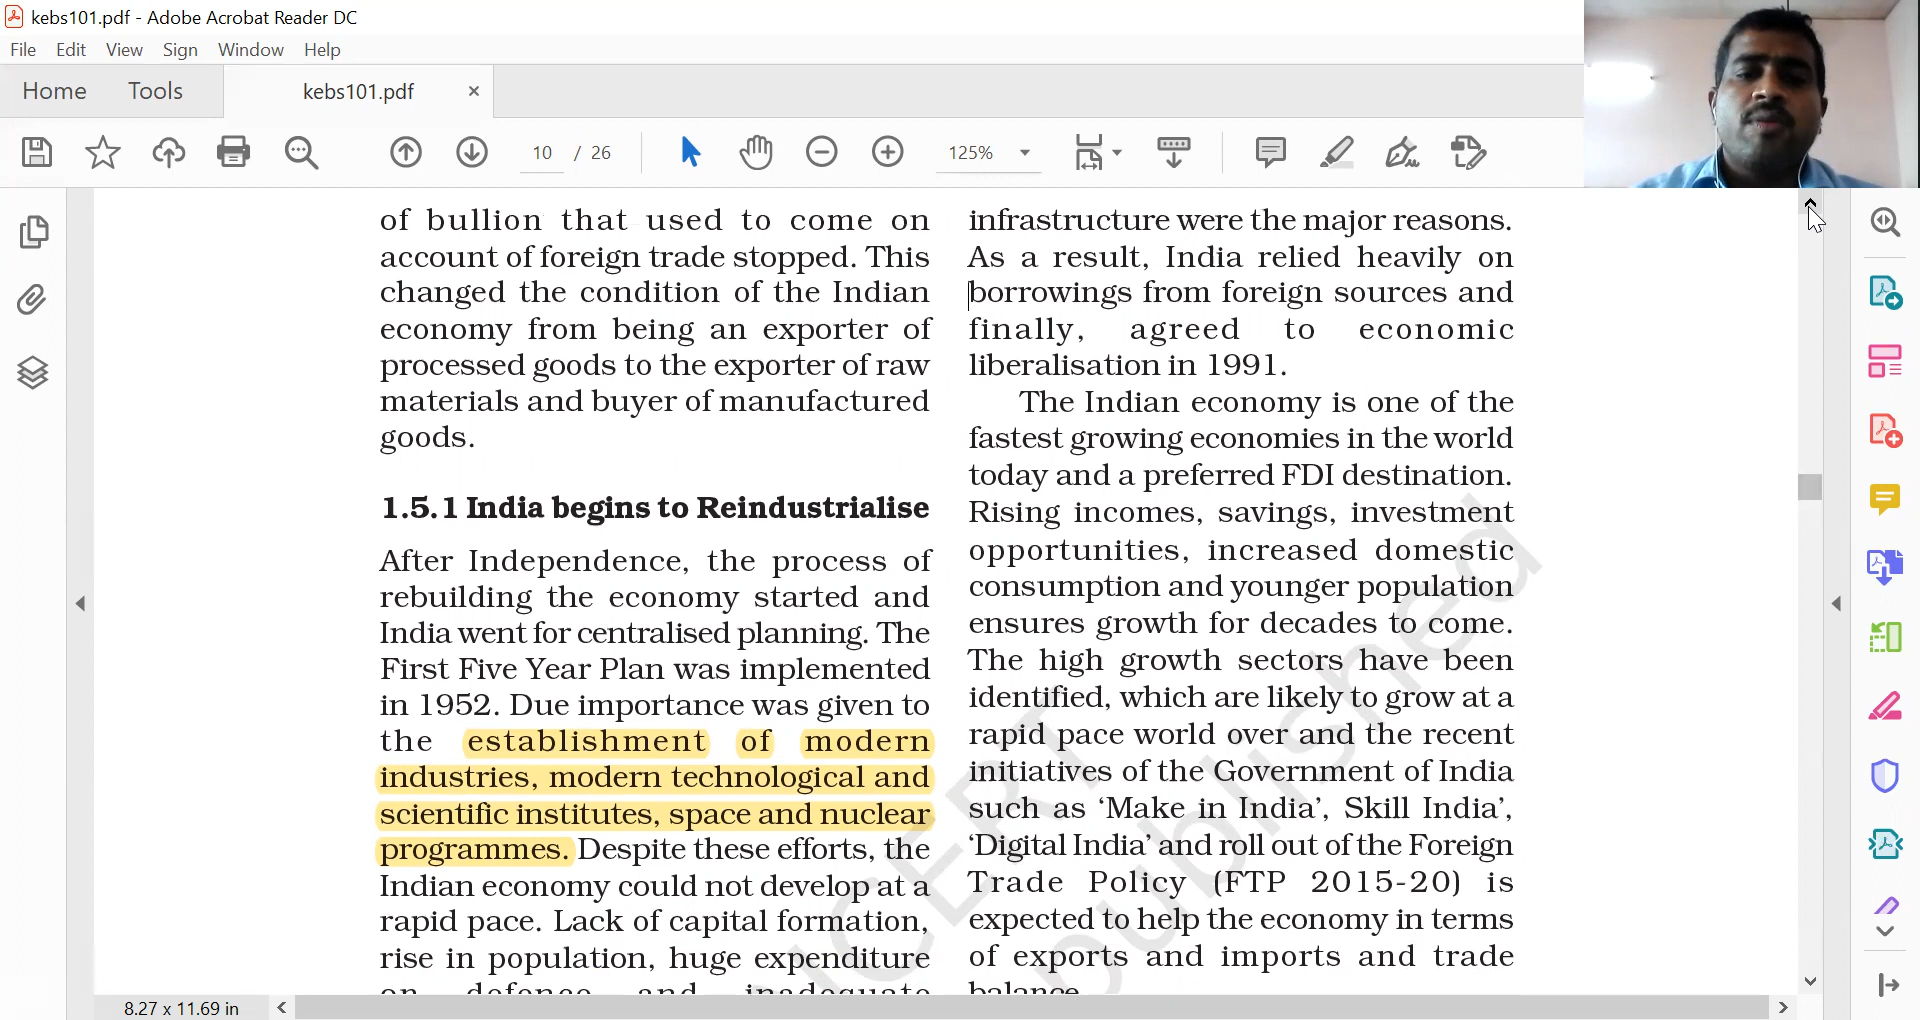 kebs101.pdf - Adobe Acrobat Reader DC
File Edit View Sign Window Help
Home Tools kebs101.pdf ×
10 / 26 125%
of bullion that used to come on
account of foreign trade stopped. This
changed the condition of the Indian
economy from being an exporter of
processed goods to the exporter of raw
materials and buyer of manufactured
goods.
1.5.1 India begins to Reindustrialise
After Independence, the process of
rebuilding the economy started and
India went for centralised planning. The
First Five Year Plan was implemented
in 1952. Due importance was given to
the establishment of modern
industries, modern technological and
scientific institutes, space and nuclear
programmes. Despite these efforts, the
Indian economy could not develop at a
rapid pace. Lack of capital formation,
rise in population, huge expenditure
on defence and inadequate
infrastructure were the major reasons.
As a result, India relied heavily on
borrowings from foreign sources and
finally, agreed to economic
liberalisation in 1991.
The Indian economy is one of the
fastest growing economies in the world
today and a preferred FDI destination.
Rising incomes, savings, investment
opportunities, increased domestic
consumption and younger population
ensures growth for decades to come.
The high growth sectors have been
identified, which are likely to grow at a
rapid pace world over and the recent
initiatives of the Government of India
such as ‘Make in India’, Skill India’,
‘Digital India’ and roll out of the Foreign
Trade Policy (FTP 2015-20) is
expected to help the economy in terms
of exports and imports and trade
balance.
NCERT
published
8.27 x 11.69 in